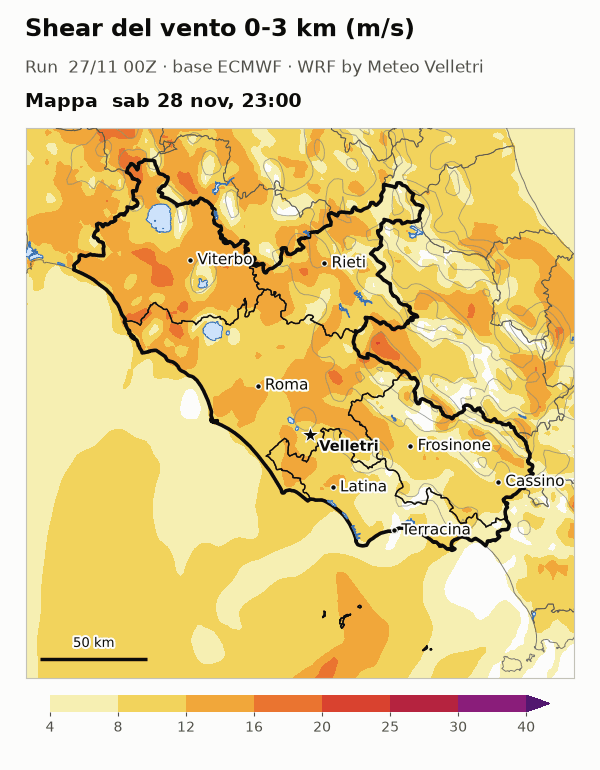 Shear del vento 0-3 km (m/s)
Run  27/11 00Z · base ECMWF · WRF by Meteo Velletri
Mappa  sab 28 nov, 23:00
Viterbo
Rieti
Roma
Velletri
Frosinone
Cassino
Latina
Terracina
50 km
4 8 12 16 20 25 30 40